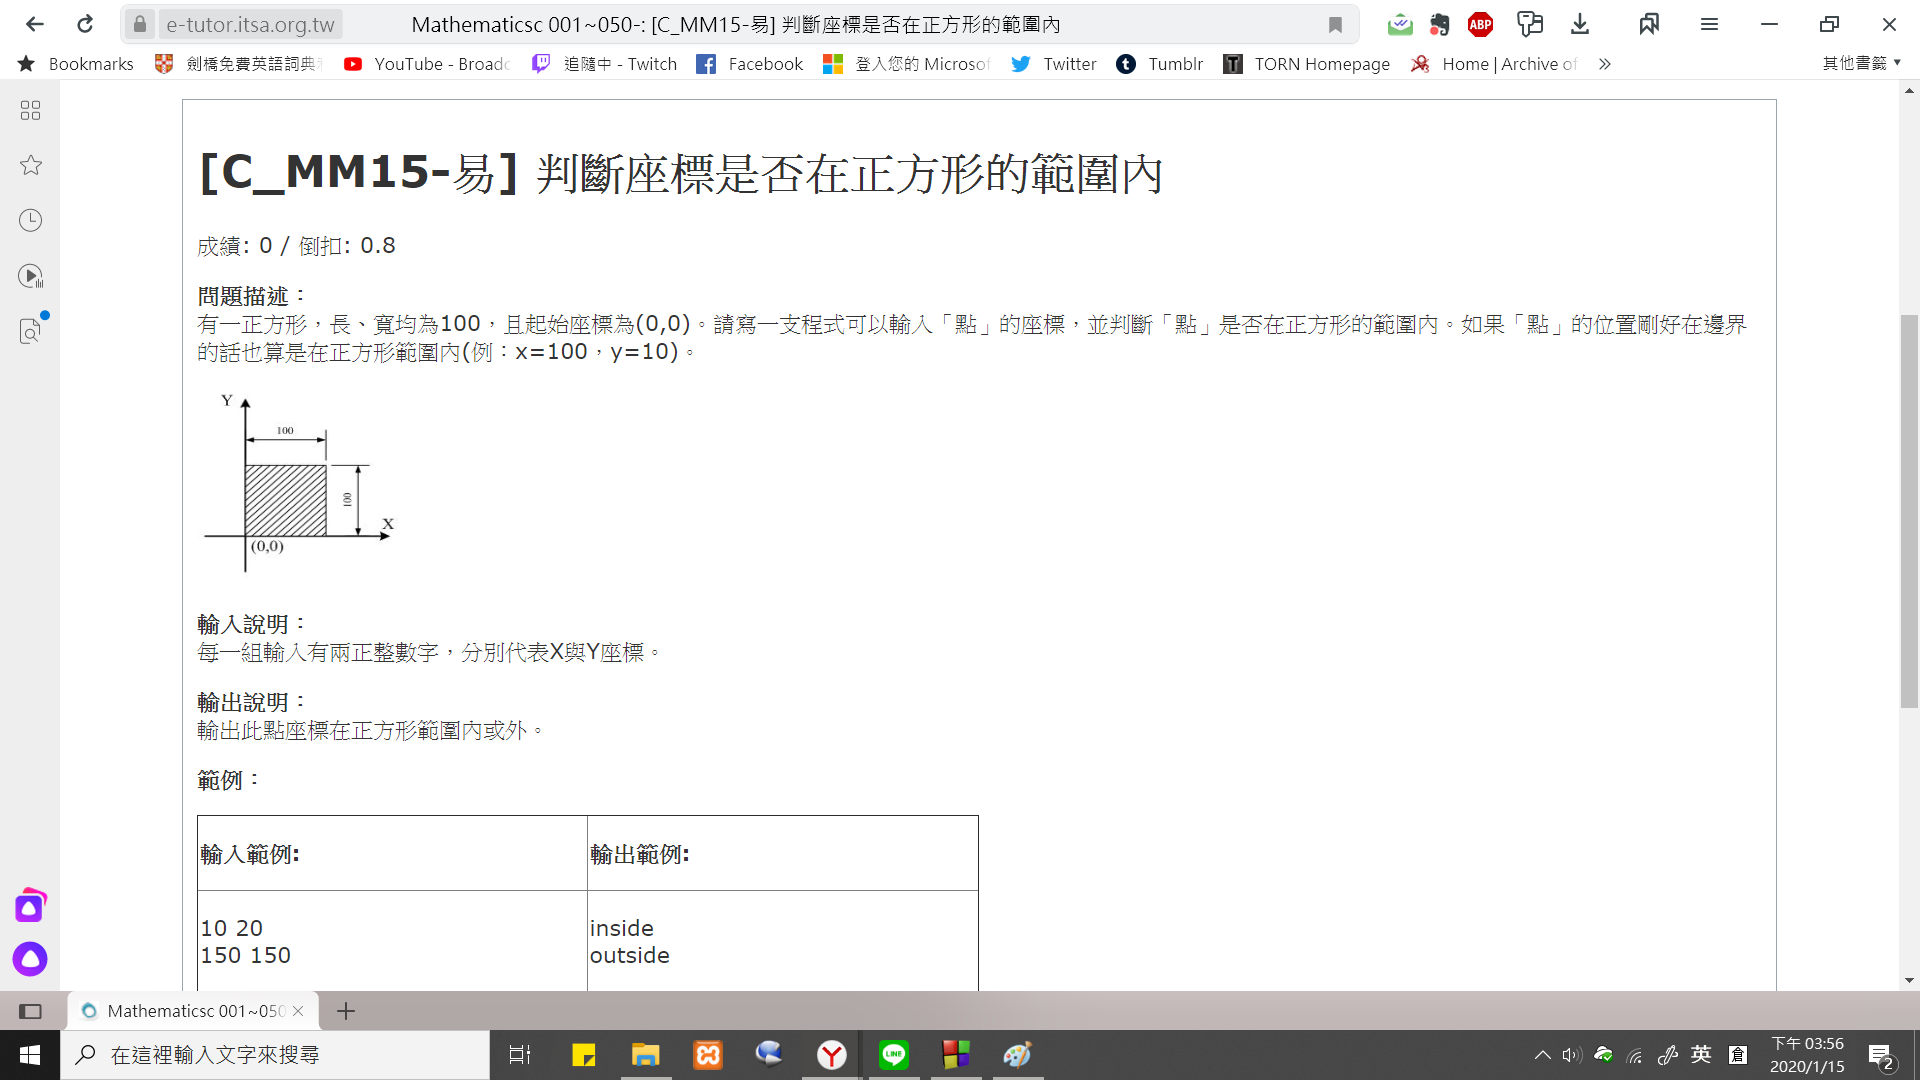 e-tutor.itsa.org.tw
Mathematicsc 001~050-: [C_MM15-易] 判斷座標是否在正方形的範圍內
ABP
Bookmarks
劍橋免費英語詞典
YouTube - Broadc
追隨中 - Twitch
Facebook
登入您的 Microsof
Twitter
Tumblr
TORN Homepage
Home | Archive of
其他書籤
[C_MM15-易] 判斷座標是否在正方形的範圍內
成績: 0 / 倒扣: 0.8
問題描述：
有一正方形，長、寬均為100，且起始座標為(0,0)。請寫一支程式可以輸入「點」的座標，並判斷「點」是否在正方形的範圍內。如果「點」的位置剛好在邊界
的話也算是在正方形範圍內(例：x=100，y=10)。
Y
100
100
X
(0,0)
輸入說明：
每一組輸入有兩正整數字，分別代表X與Y座標。
輸出說明：
輸出此點座標在正方形範圍內或外。
範例：
輸入範例:
輸出範例:
10 20
150 150
inside
outside
Mathematicsc 001~050
在這裡輸入文字來搜尋
LINE
英
倉
下午 03:56
2020/1/15
2